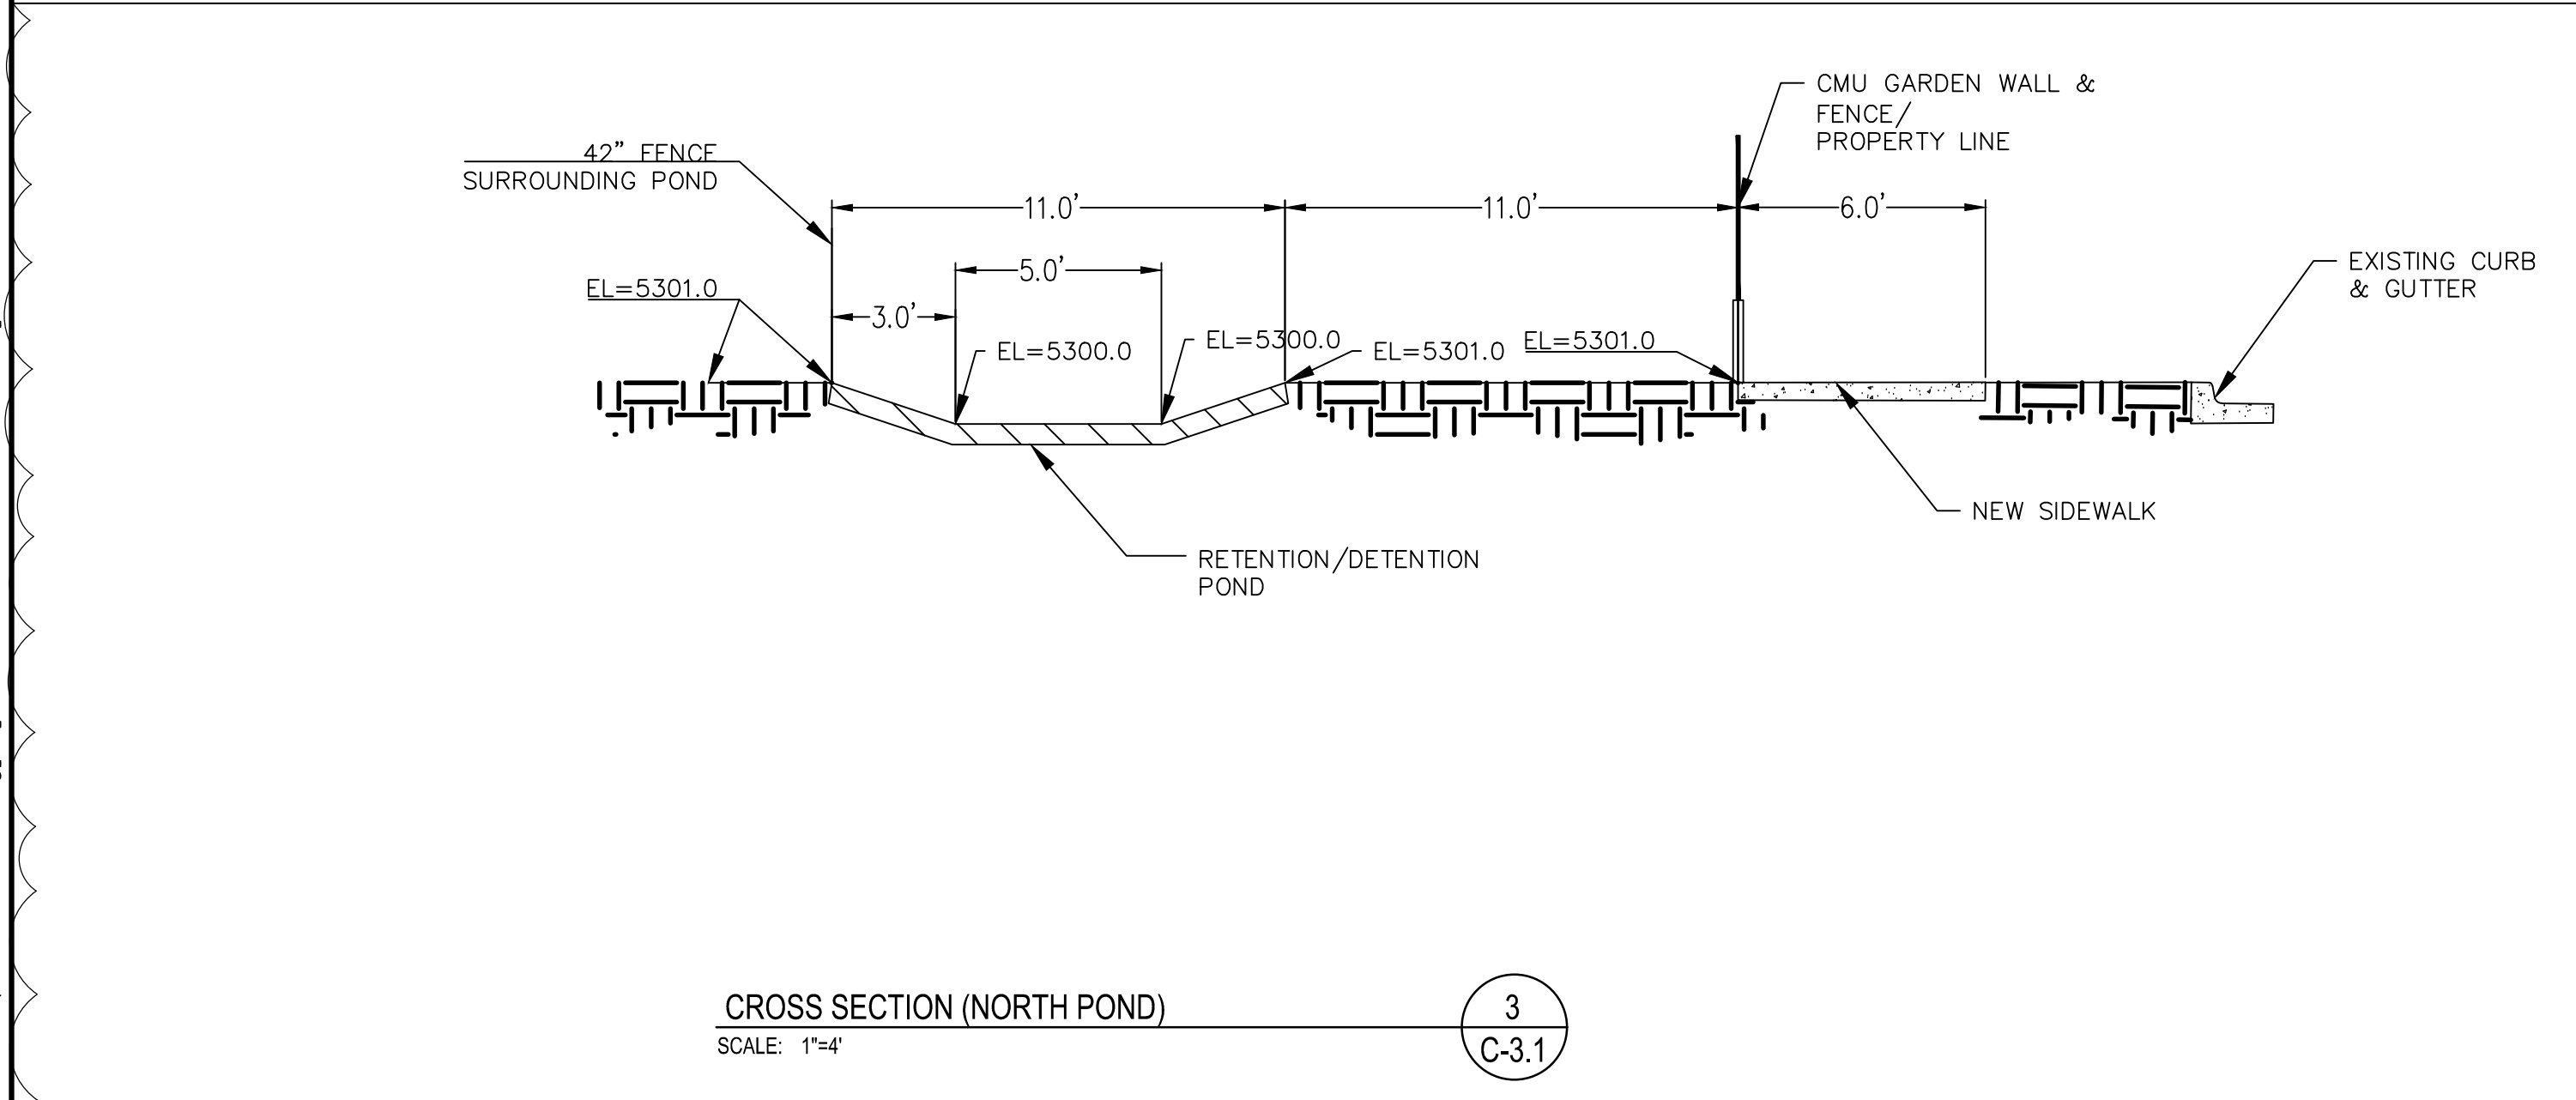 CMU GARDEN WALL &
FENCE/
PROPERTY LINE
42" FENCE
SURROUNDING POND
11.0'
11.0'
6.0'
5.0'
3.0'
EXISTING CURB
& GUTTER
EL=5301.0
EL=5300.0
EL=5300.0
EL=5301.0
EL=5301.0
NEW SIDEWALK
RETENTION/DETENTION
POND
CROSS SECTION (NORTH POND)
SCALE: 1"=4'
3
C-3.1